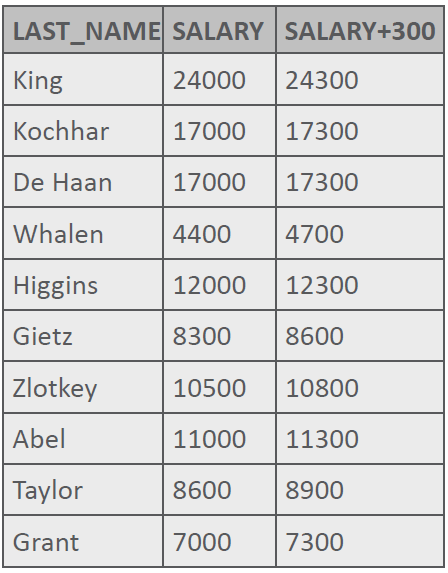 LAST_NAME SALARY SALARY+300
King 24000 24300
Kochhar 17000 17300
De Haan 17000 17300
Whalen 4400 4700
Higgins 12000 12300
Gietz 8300 8600
Zlotkey 10500 10800
Abel 11000 11300
Taylor 8600 8900
Grant 7000 7300